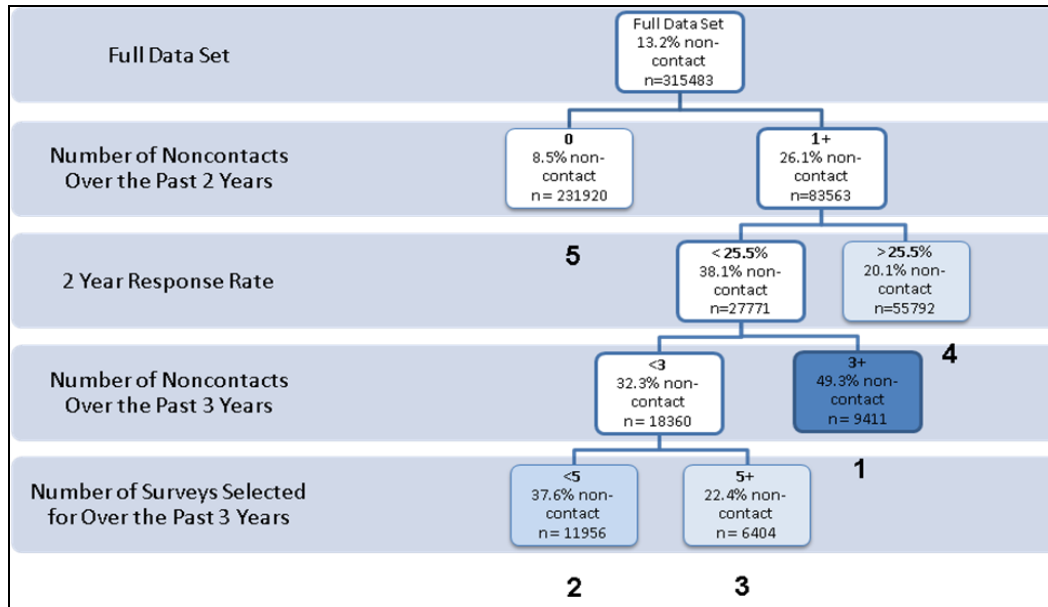 Full Data Set
Full Data Set
13.2% non-
contact
n=315483
Number of Noncontacts
Over the Past 2 Years
0
8.5% non-
contact
n= 231920
1+
26.1% non-
contact
n=83563
5
2 Year Response Rate
< 25.5%
38.1% non-
contact
n=27771
>25.5%
20.1% non-
contact
n=55792
4
Number of Noncontacts
Over the Past 3 Years
<3
32.3% non-
contact
n= 18360
3+
49.3% non-
contact
n= 9411
1
Number of Surveys Selected
for Over the Past 3 Years
<5
37.6% non-
contact
n= 11956
5+
22.4% non-
contact
n= 6404
2
3